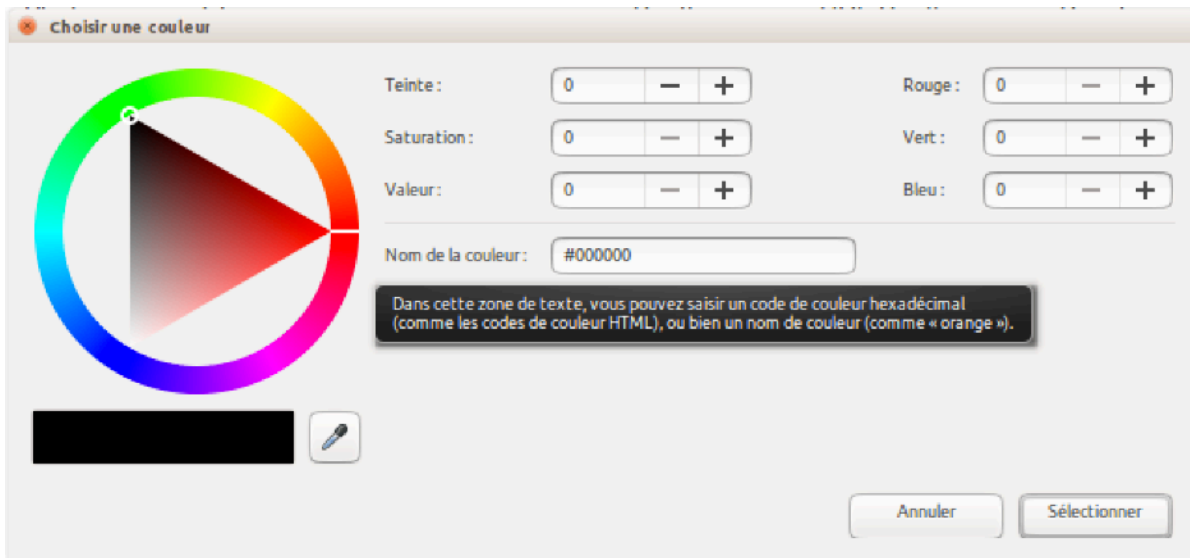 Choisir une couleur
Teinte : 0 Rouge : 0
Saturation : 0 Vert : 0
Valeur : 0 Bleu : 0
Nom de la couleur : #000000
Dans cette zone de texte, vous pouvez saisir un code de couleur hexadécimal
(comme les codes de couleur HTML), ou bien un nom de couleur (comme « orange »).
Annuler Sélectionner